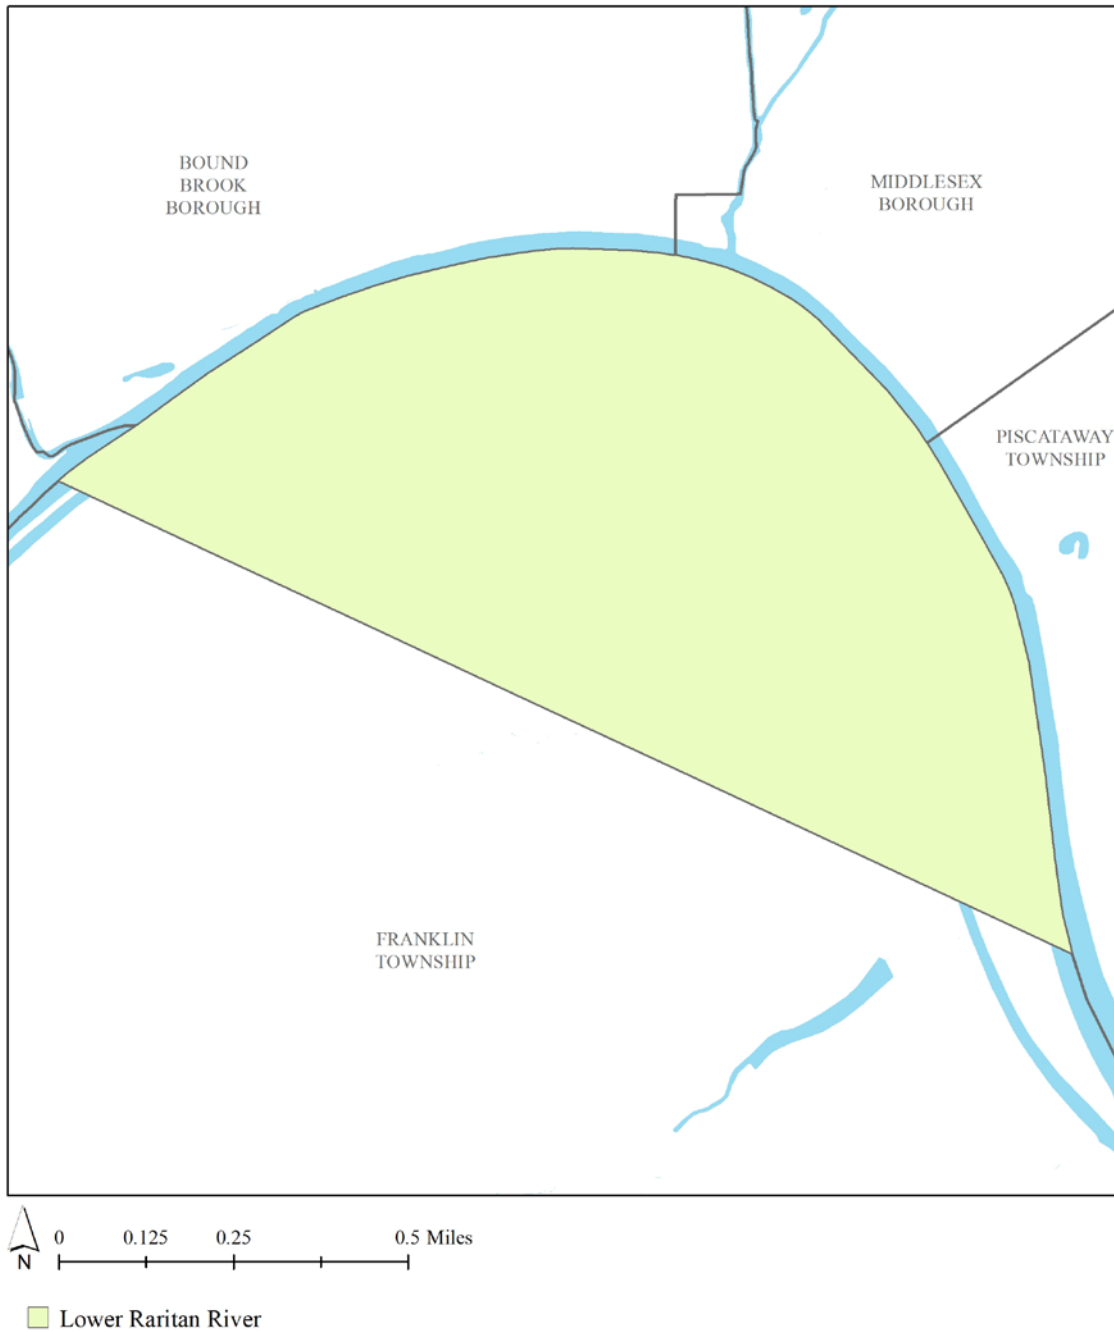 BOUND
BROOK
BOROUGH
MIDDLESEX
BOROUGH
PISCATAWAY
TOWNSHIP
FRANKLIN
TOWNSHIP
N
0 0.125 0.25 0.5 Miles
Lower Raritan River